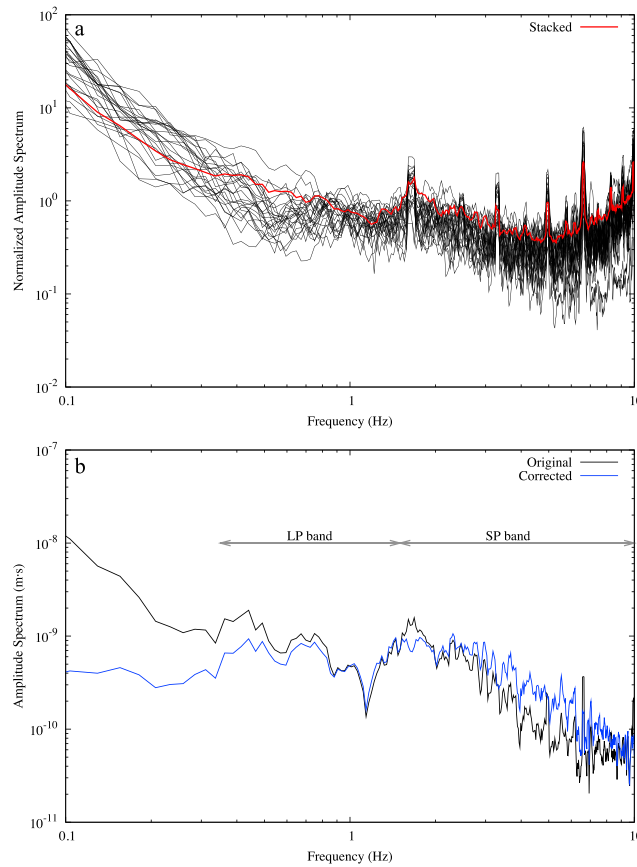 a
Stacked
Normalized Amplitude Spectrum
10^2
10^1
10^0
10^-1
10^-2
0.1
1
10
Frequency (Hz)
b
Original
Corrected
LP band
SP band
Amplitude Spectrum (m·s)
10^-7
10^-8
10^-9
10^-10
10^-11
0.1
1
10
Frequency (Hz)